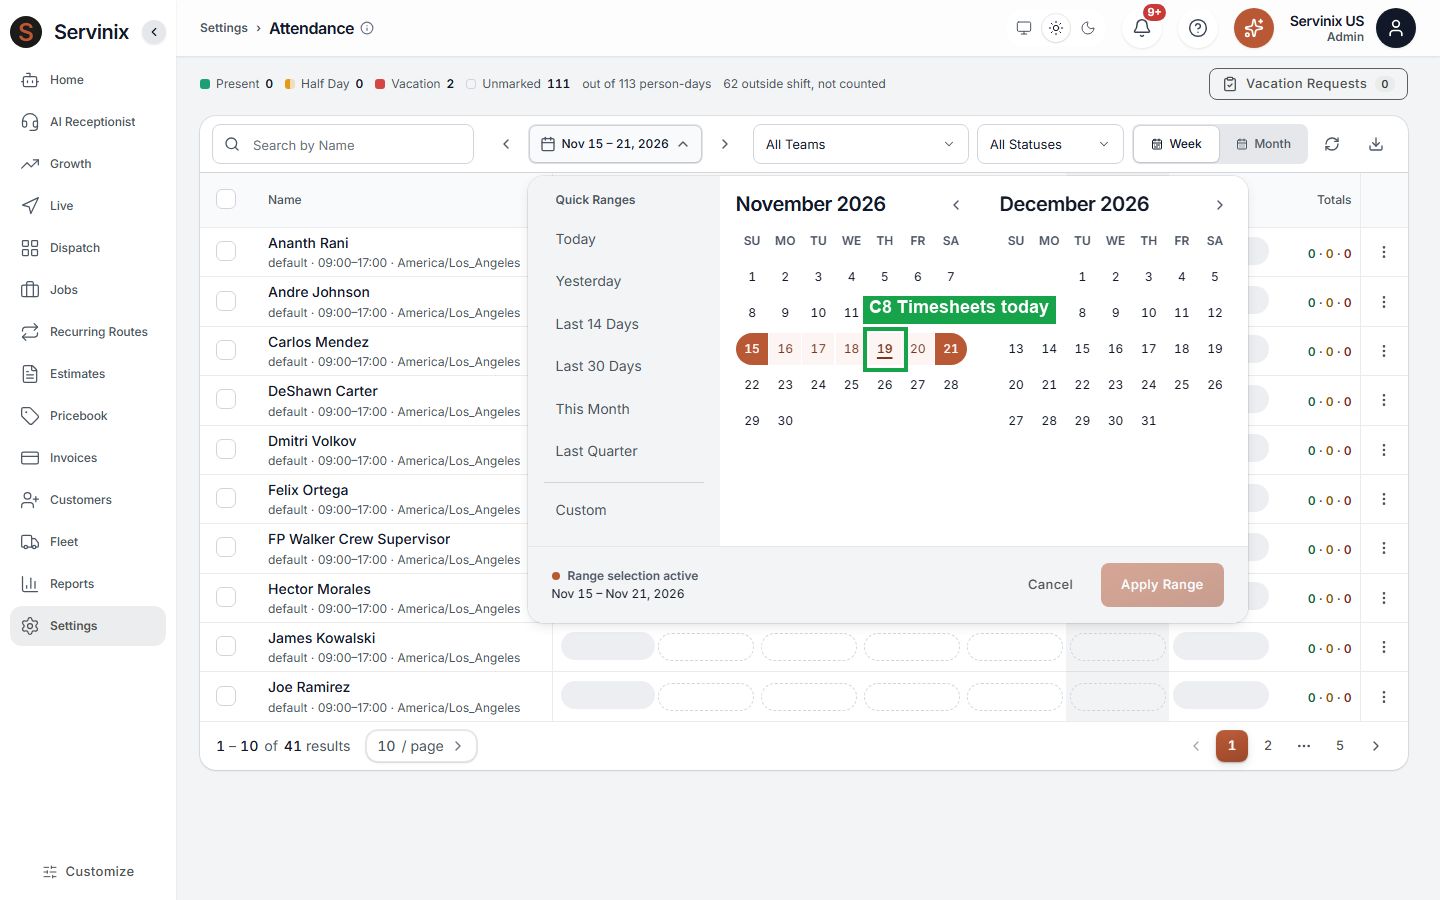 Servinix
Settings › Attendance
9+
Servinix US
Admin
Home
AI Receptionist
Growth
Live
Dispatch
Jobs
Recurring Routes
Estimates
Pricebook
Invoices
Customers
Fleet
Reports
Settings
Customize
Present 0 Half Day 0 Vacation 2 Unmarked 111 out of 113 person-days 62 outside shift, not counted
Vacation Requests 0
Search by Name
Nov 15 – 21, 2026
All Teams
All Statuses
Week
Month
Name
Totals
Ananth Rani
default · 09:00–17:00 · America/Los_Angeles
0 · 0 · 0
Andre Johnson
default · 09:00–17:00 · America/Los_Angeles
0 · 0 · 0
Carlos Mendez
default · 09:00–17:00 · America/Los_Angeles
0 · 0 · 0
DeShawn Carter
default · 09:00–17:00 · America/Los_Angeles
0 · 0 · 0
Dmitri Volkov
default · 09:00–17:00 · America/Los_Angeles
0 · 0 · 0
Felix Ortega
default · 09:00–17:00 · America/Los_Angeles
0 · 0 · 0
FP Walker Crew Supervisor
default · 09:00–17:00 · America/Los_Angeles
0 · 0 · 0
Hector Morales
default · 09:00–17:00 · America/Los_Angeles
0 · 0 · 0
James Kowalski
default · 09:00–17:00 · America/Los_Angeles
0 · 0 · 0
Joe Ramirez
default · 09:00–17:00 · America/Los_Angeles
0 · 0 · 0
Quick Ranges
Today
Yesterday
Last 14 Days
Last 30 Days
This Month
Last Quarter
Custom
November 2026
SU MO TU WE TH FR SA
1 2 3 4 5 6 7
8 9 10 11
C8 Timesheets today
15 16 17 18 19 20 21
22 23 24 25 26 27 28
29 30
December 2026
SU MO TU WE TH FR SA
1 2 3 4 5
8 9 10 11 12
13 14 15 16 17 18 19
20 21 22 23 24 25 26
27 28 29 30 31
Range selection active
Nov 15 – Nov 21, 2026
Cancel
Apply Range
1 – 10 of 41 results
10 / page
1 2 ••• 5